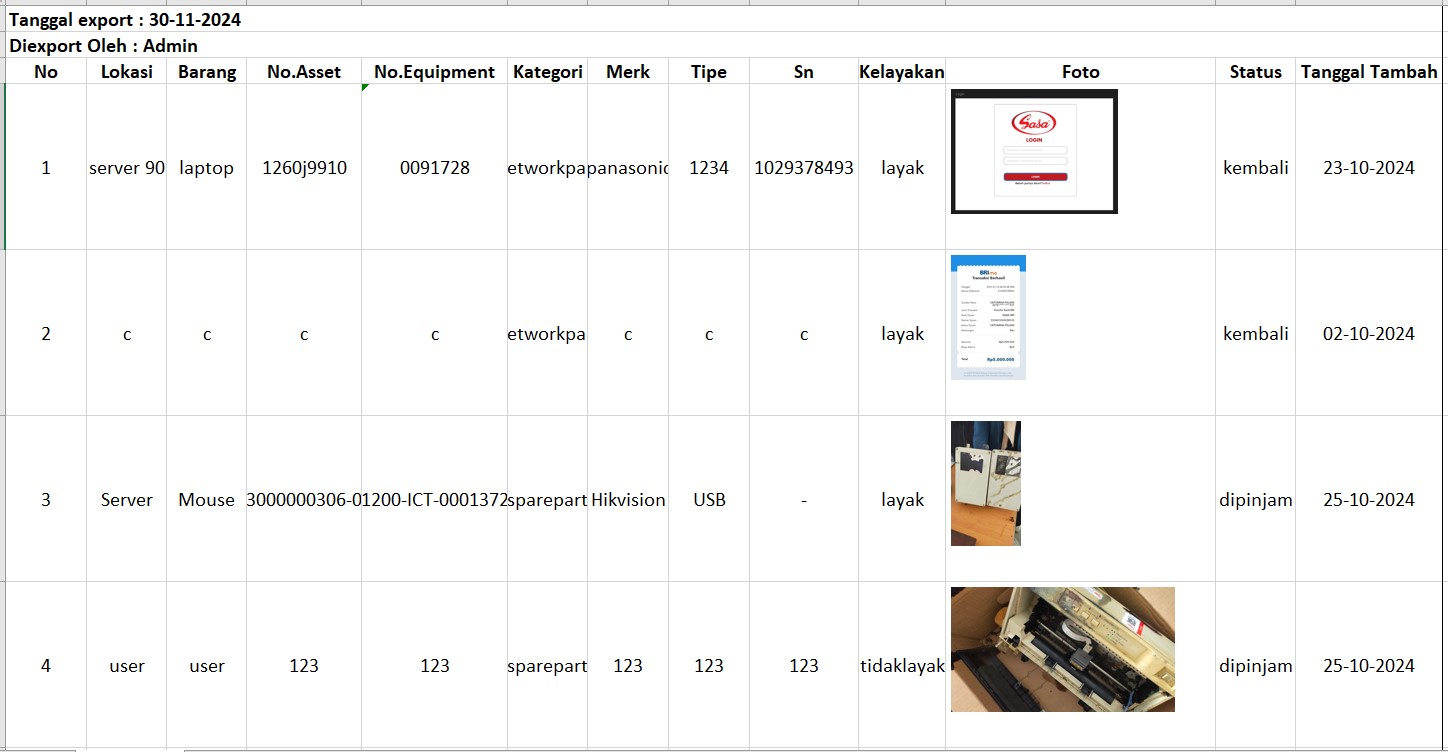 Tanggal export : 30-11-2024
Diexport Oleh : Admin
No Lokasi Barang No.Asset No.Equipment Kategori Merk Tipe Sn Kelayakan Foto Status Tanggal Tambah
1 server 90 laptop 1260j9910 0091728 etworkpa panasonic 1234 1029378493 layak kembali 23-10-2024
Sasa
LOGIN
2 c c c c etworkpa c c c layak kembali 02-10-2024
BRImo
Transaksi Berhasil
Total Rp5.000.000
3 Server Mouse 3000000306-0 1200-ICT-0001372 sparepart Hikvision USB - layak dipinjam 25-10-2024
4 user user 123 123 sparepart 123 123 123 tidaklayak dipinjam 25-10-2024